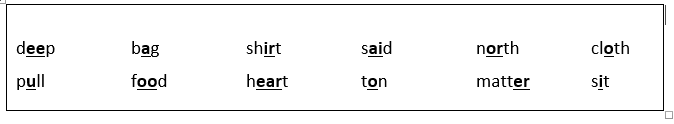 deep bag shirt said north cloth
pull food heart ton matter sit